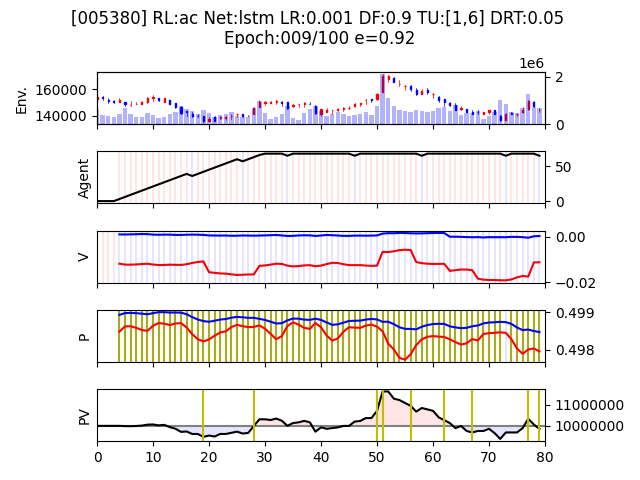 [005380] RL:ac Net:lstm LR:0.001 DF:0.9 TU:[1,6] DRT:0.05
Epoch:009/100 e=0.92
1e6
Env.
160000
140000
2
0
Agent
50
0
V
0.00
−0.02
P
0.499
0.498
PV
11000000
10000000
0 10 20 30 40 50 60 70 80